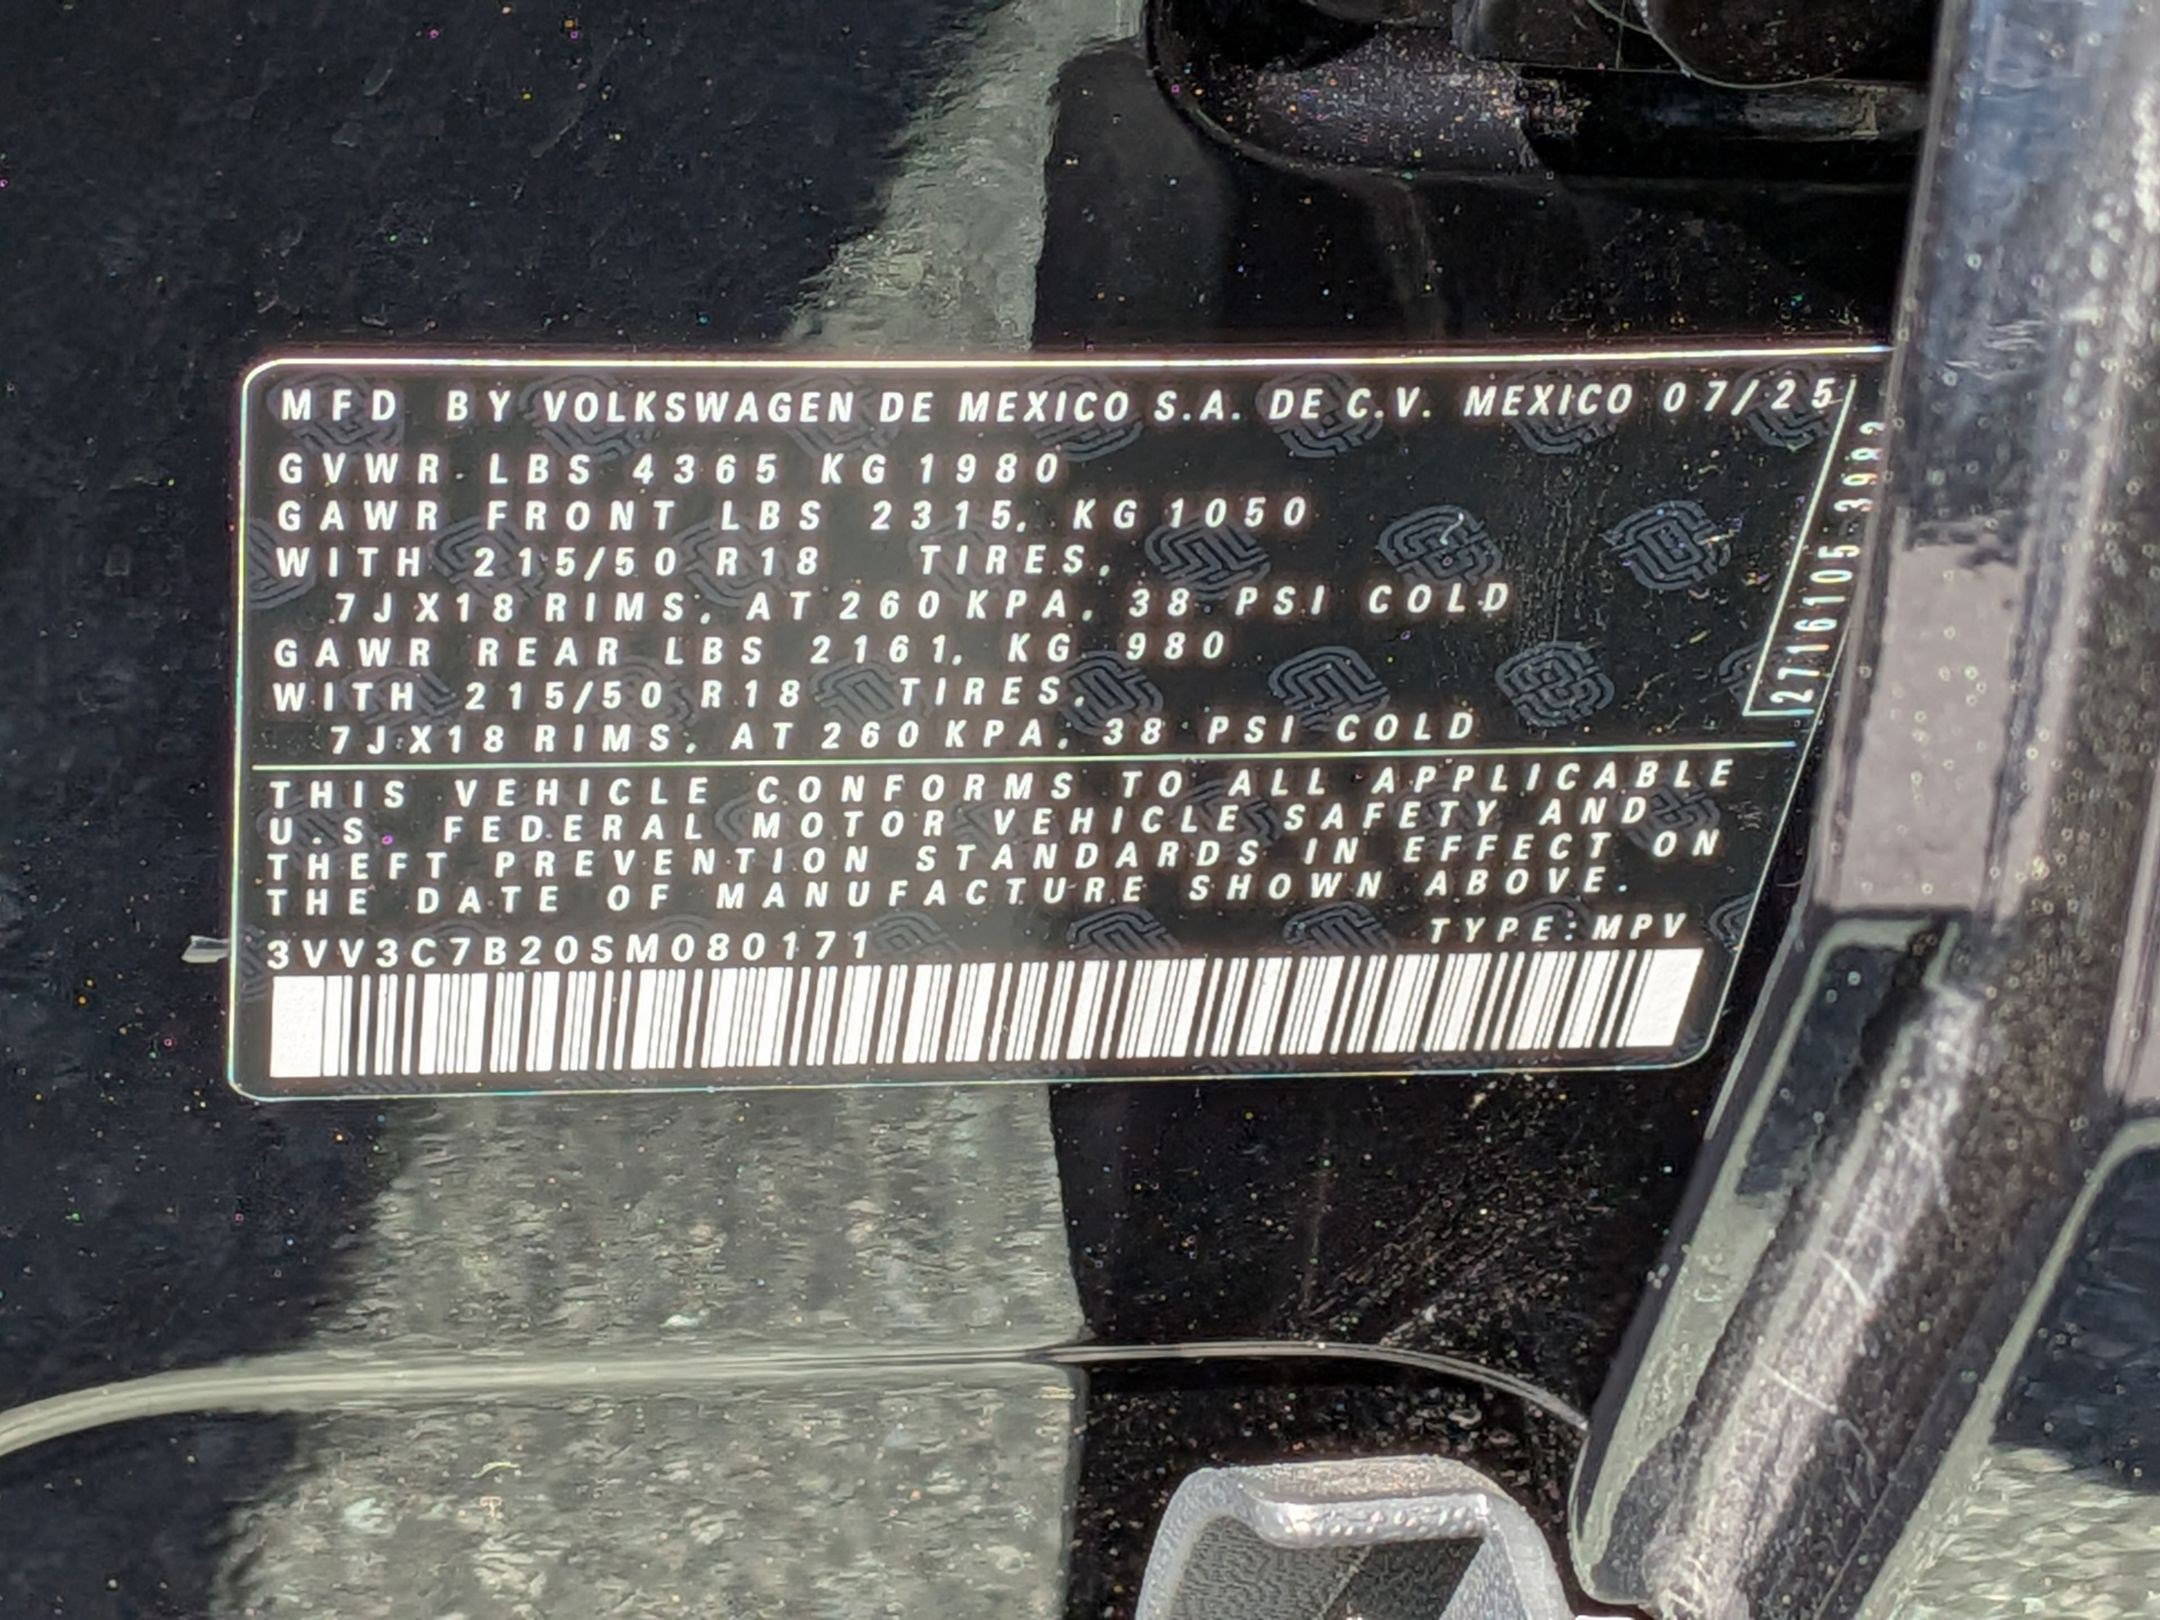 MFD BY VOLKSWAGEN DE MEXICO S.A. DE C.V. MEXICO 07/25
GVWR LBS 4365 KG 1980
GAWR FRONT LBS 2315, KG 1050
WITH 215/50 R18 TIRES,
7JX18 RIMS, AT 260 KPA, 38 PSI COLD
GAWR REAR LBS 2161, KG 980
WITH 215/50 R18 TIRES,
7JX18 RIMS, AT 260 KPA, 38 PSI COLD
THIS VEHICLE CONFORMS TO ALL APPLICABLE
U.S. FEDERAL MOTOR VEHICLE SAFETY AND
THEFT PREVENTION STANDARDS IN EFFECT ON
THE DATE OF MANUFACTURE SHOWN ABOVE.
TYPE:MPV
3VV3C7B20SM080171
2716105